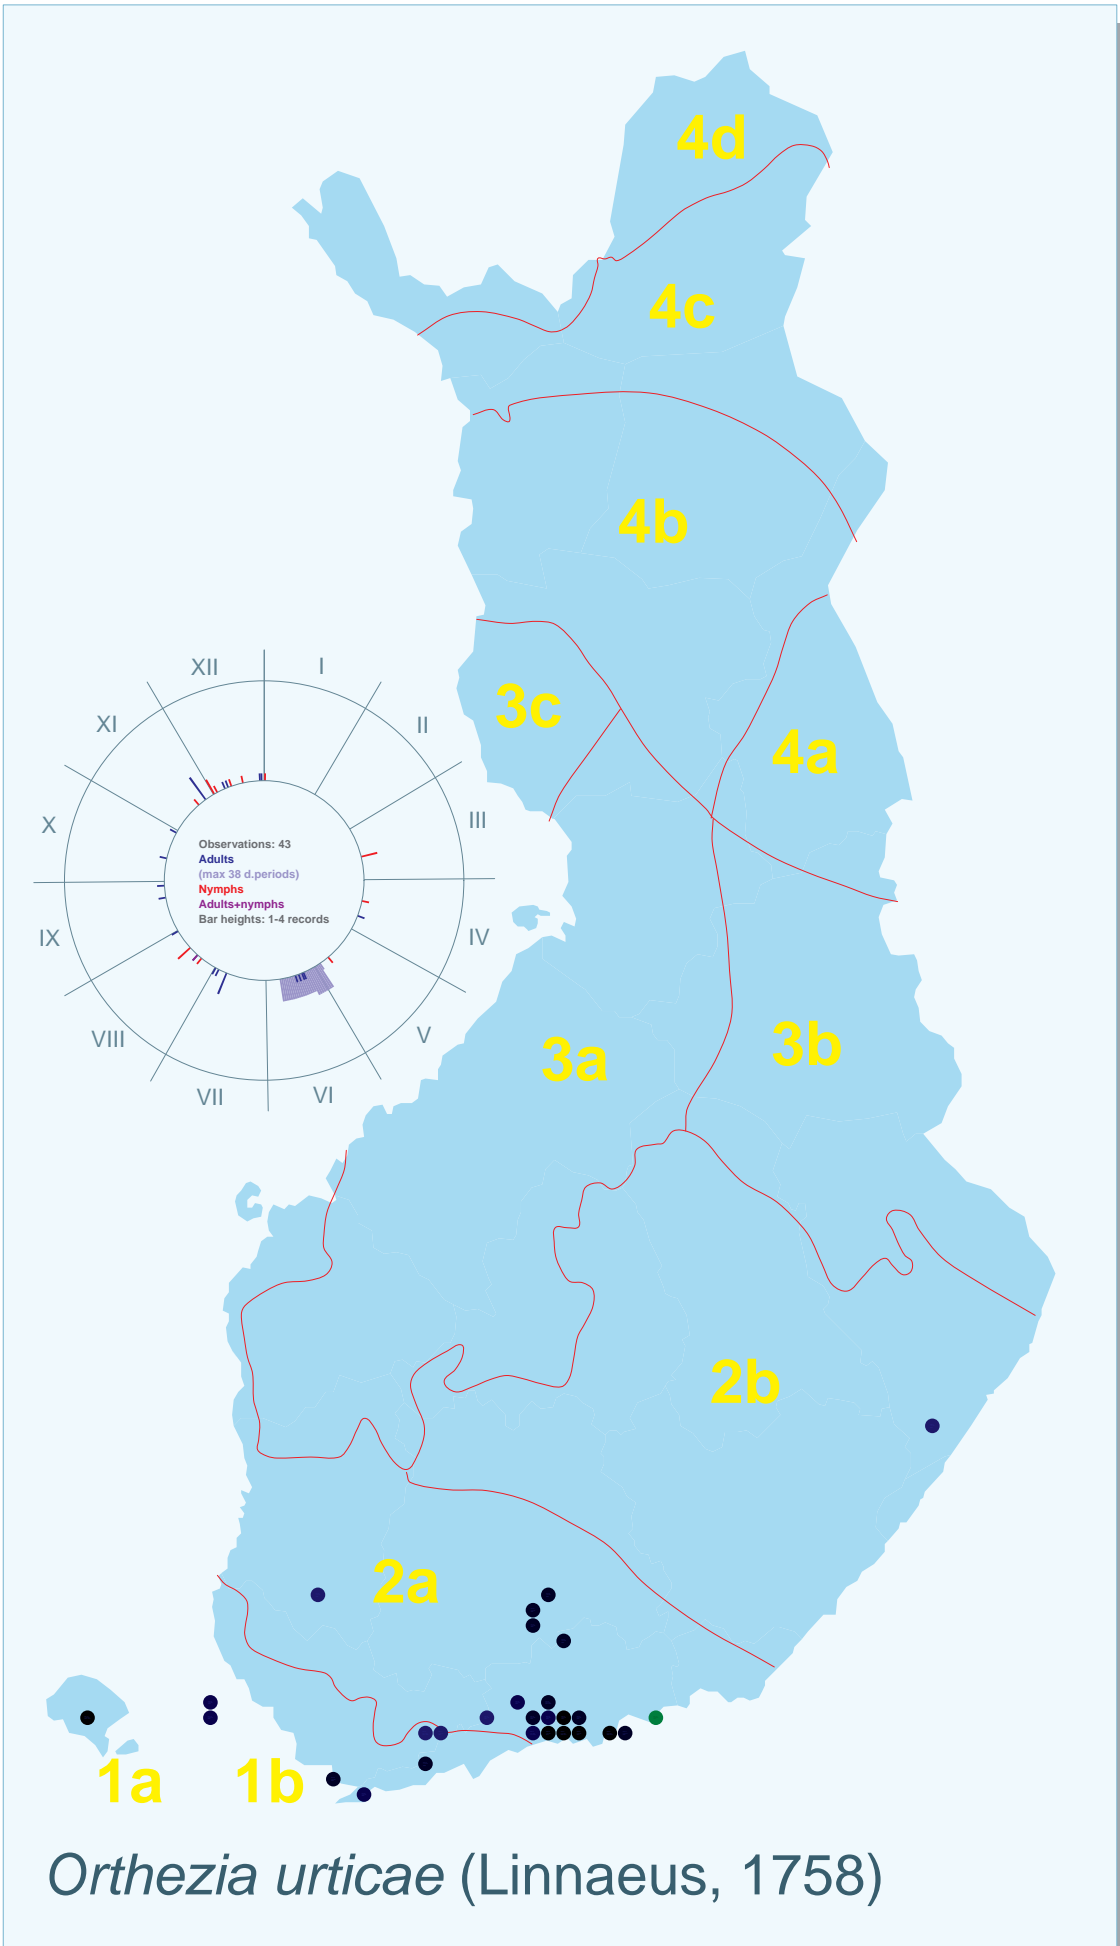 4d
4c
4b
3c
4a
XII
I
XI
II
X
III
Observations: 43
Adults
(max 38 d.periods)
Nymphs
Adults+nymphs
Bar heights: 1-4 records
IX
IV
VIII
V
VII
VI
3a
3b
2b
2a
1a
1b
Orthezia urticae (Linnaeus, 1758)